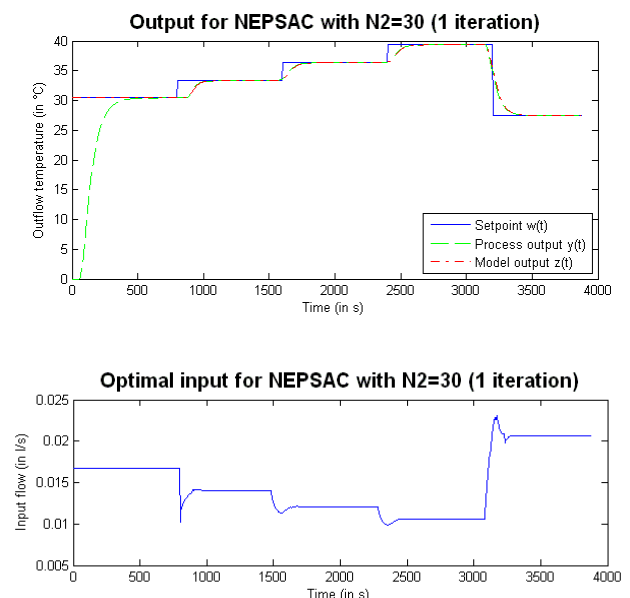 Output for NEPSAC with N2=30 (1 iteration)
Outflow temperature (in °C)
40
35
30
25
20
15
10
5
0
Setpoint w(t)
Process output y(t)
Model output z(t)
0 500 1000 1500 2000 2500 3000 3500 4000
Time (in s)
Optimal input for NEPSAC with N2=30 (1 iteration)
Input flow (in l/s)
0.025
0.02
0.015
0.01
0.005
0 500 1000 1500 2000 2500 3000 3500 4000
Time (in s)